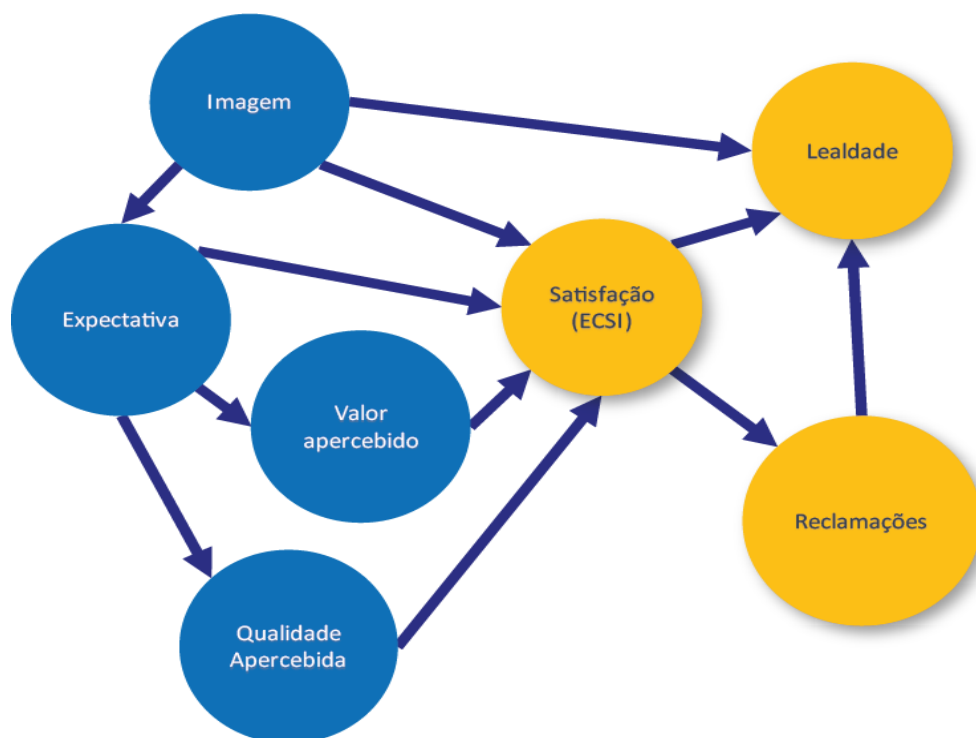 Imagem
Lealdade
Satisfação
(ECSI)
Expectativa
Valor
apercebido
Reclamações
Qualidade
Apercebida